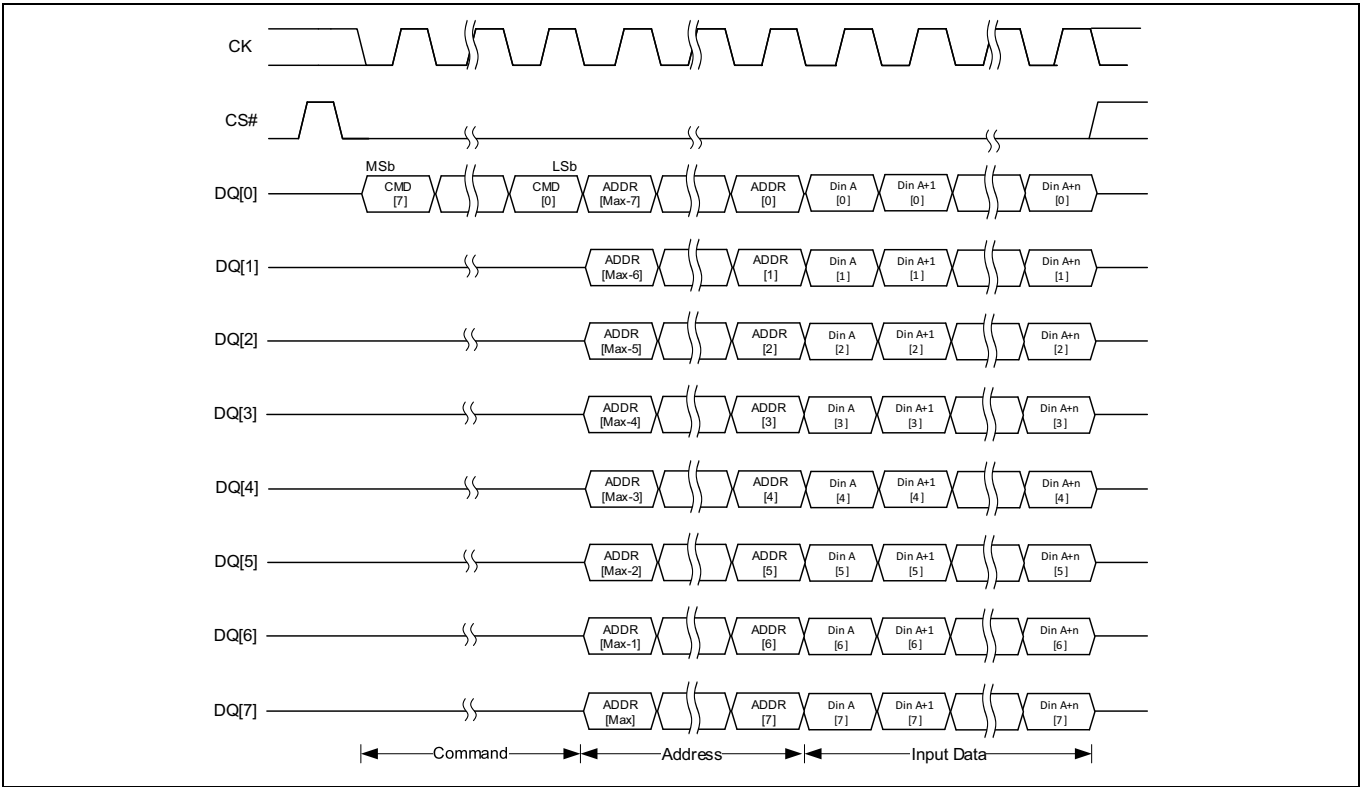 CK
CS#
MSb LSb
DQ[0] CMD CMD ADDR ADDR Din A Din A+1 Din A+n
[7] [0] [Max-7] [0] [0] [0] [0]
DQ[1] ADDR ADDR Din A Din A+1 Din A+n
[Max-6] [1] [1] [1] [1]
DQ[2] ADDR ADDR Din A Din A+1 Din A+n
[Max-5] [2] [2] [2] [2]
DQ[3] ADDR ADDR Din A Din A+1 Din A+n
[Max-4] [3] [3] [3] [3]
DQ[4] ADDR ADDR Din A Din A+1 Din A+n
[Max-3] [4] [4] [4] [4]
DQ[5] ADDR ADDR Din A Din A+1 Din A+n
[Max-2] [5] [5] [5] [5]
DQ[6] ADDR ADDR Din A Din A+1 Din A+n
[Max-1] [6] [6] [6] [6]
DQ[7] ADDR ADDR Din A Din A+1 Din A+n
[Max] [7] [7] [7] [7]
Command Address Input Data